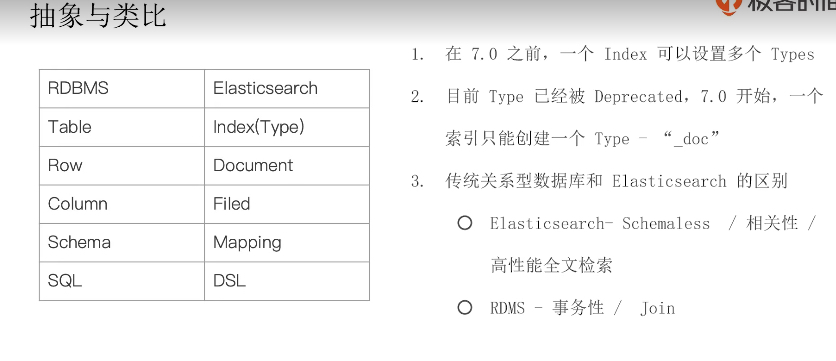 抽象与类比
极客时间
RDBMS Elasticsearch
Table Index(Type)
Row Document
Column Filed
Schema Mapping
SQL DSL
1. 在 7.0 之前，一个 Index 可以设置多个 Types
2. 目前 Type 已经被 Deprecated，7.0 开始，一个
索引只能创建一个 Type - “_doc”
3. 传统关系型数据库和 Elasticsearch 的区别
Elasticsearch- Schemaless / 相关性 /
高性能全文检索
RDMS - 事务性 / Join